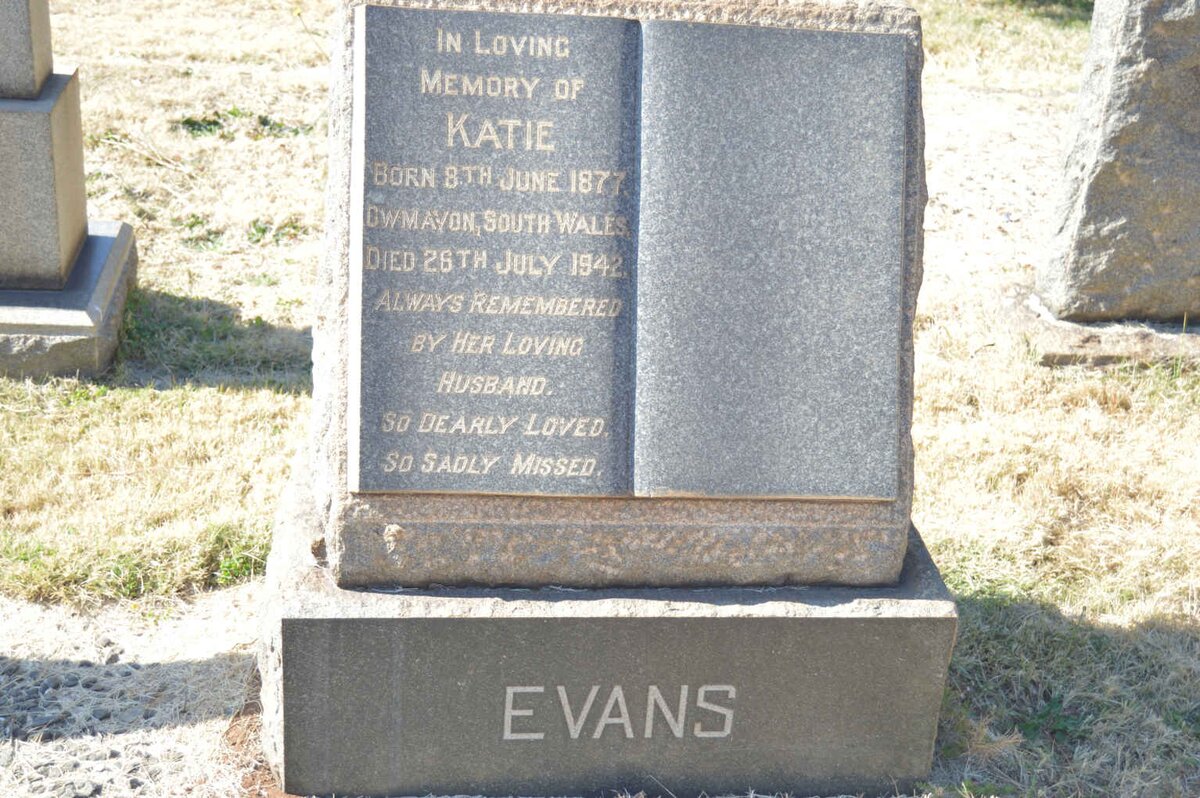 IN LOVING
MEMORY OF
KATIE
BORN 8TH JUNE 1877.
CWMAVON, SOUTH WALES
DIED 26TH JULY 1942.
ALWAYS REMEMBERED
BY HER LOVING
HUSBAND.
SO DEARLY LOVED.
SO SADLY MISSED.
EVANS